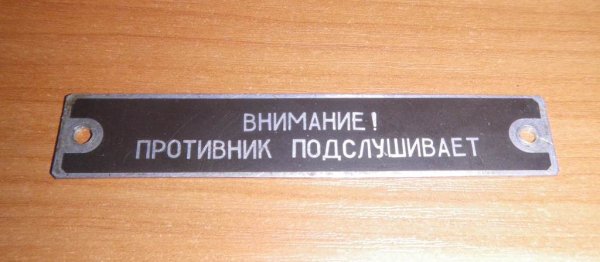 ВНИМАНИЕ!
ПРОТИВНИК ПОДСЛУШИВАЕТ